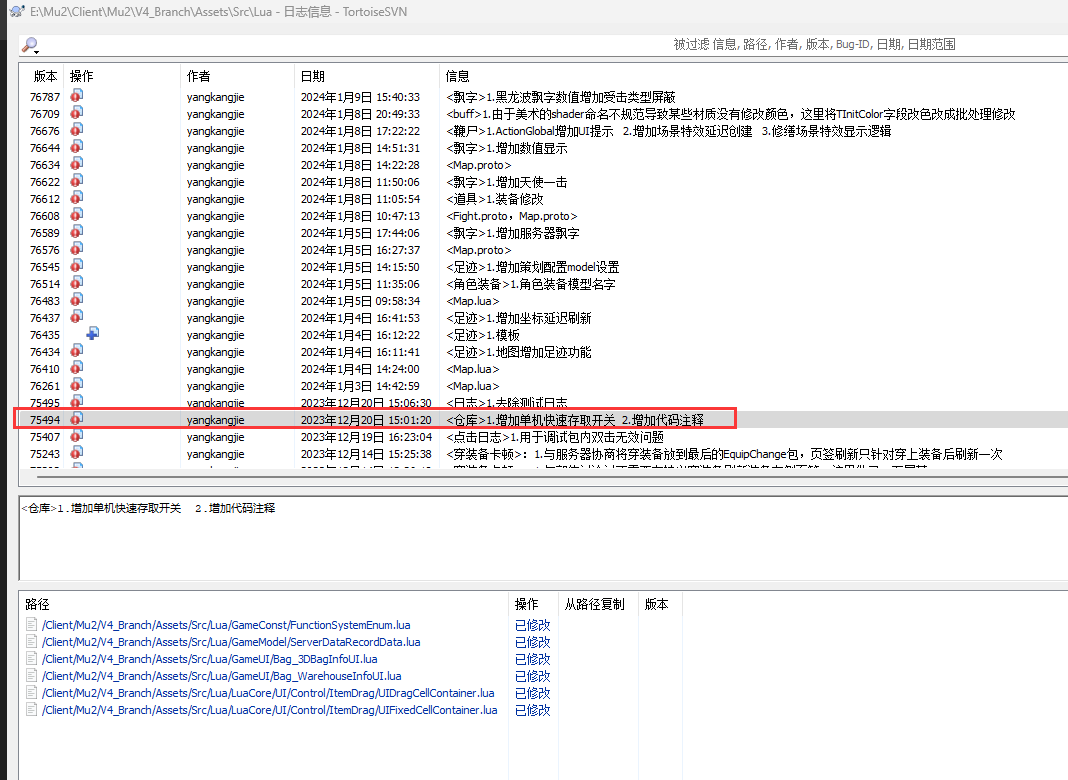 E:\Mu2\Client\Mu2\V4_Branch\Assets\Src\Lua - 日志信息 - TortoiseSVN
被过滤 信息, 路径, 作者, 版本, Bug-ID, 日期, 日期范围
版本 操作 作者 日期 信息
76787 yangkangjie 2024年1月9日 15:40:33 <飘字>1.黑龙波飘字数值增加受击类型屏蔽
76709 yangkangjie 2024年1月8日 20:49:33 <buff>1.由于美术的shader命名不规范导致某些材质没有修改颜色，这里将TInitColor字段改色改成批处理修改
76676 yangkangjie 2024年1月8日 17:22:22 <鞭尸>1.ActionGlobal增加UI提示 2.增加场景特效延迟创建 3.修缮场景特效显示逻辑
76644 yangkangjie 2024年1月8日 14:51:31 <飘字>1.增加数值显示
76634 yangkangjie 2024年1月8日 14:22:28 <Map.proto>
76622 yangkangjie 2024年1月8日 11:50:06 <飘字>1.增加天使一击
76612 yangkangjie 2024年1月8日 11:05:54 <道具>1.装备修改
76608 yangkangjie 2024年1月8日 10:47:13 <Fight.proto，Map.proto>
76589 yangkangjie 2024年1月5日 17:44:06 <飘字>1.增加服务器飘字
76576 yangkangjie 2024年1月5日 16:27:37 <Map.proto>
76545 yangkangjie 2024年1月5日 14:15:50 <足迹>1.增加策划配置model设置
76514 yangkangjie 2024年1月5日 11:35:06 <角色装备>1.角色装备模型名字
76483 yangkangjie 2024年1月5日 09:58:34 <Map.lua>
76437 yangkangjie 2024年1月4日 16:41:53 <足迹>1.增加坐标延迟刷新
76435 yangkangjie 2024年1月4日 16:12:22 <足迹>1.模板
76434 yangkangjie 2024年1月4日 16:11:41 <足迹>1.地图增加足迹功能
76410 yangkangjie 2024年1月4日 14:24:00 <Map.lua>
76261 yangkangjie 2024年1月3日 14:42:59 <Map.lua>
75495 yangkangjie 2023年12月20日 15:06:30 <日志>1.去除测试日志
75494 yangkangjie 2023年12月20日 15:01:20 <仓库>1.增加单机快速存取开关 2.增加代码注释
75407 yangkangjie 2023年12月19日 16:23:04 <点击日志>1.用于调试包内双击无效问题
75243 yangkangjie 2023年12月14日 15:25:38 <穿装备卡顿>：1.与服务器协商将穿装备放到最后的EquipChange包，页签刷新只针对穿上装备后刷新一次
<仓库>1.增加单机快速存取开关 2.增加代码注释
路径 操作 从路径复制 版本
/Client/Mu2/V4_Branch/Assets/Src/Lua/GameConst/FunctionSystemEnum.lua 已修改
/Client/Mu2/V4_Branch/Assets/Src/Lua/GameModel/ServerDataRecordData.lua 已修改
/Client/Mu2/V4_Branch/Assets/Src/Lua/GameUI/Bag_3DBagInfoUI.lua 已修改
/Client/Mu2/V4_Branch/Assets/Src/Lua/GameUI/Bag_WarehouseInfoUI.lua 已修改
/Client/Mu2/V4_Branch/Assets/Src/Lua/LuaCore/UI/Control/ItemDrag/UIDragCellContainer.lua 已修改
/Client/Mu2/V4_Branch/Assets/Src/Lua/LuaCore/UI/Control/ItemDrag/UIFixedCellContainer.lua 已修改